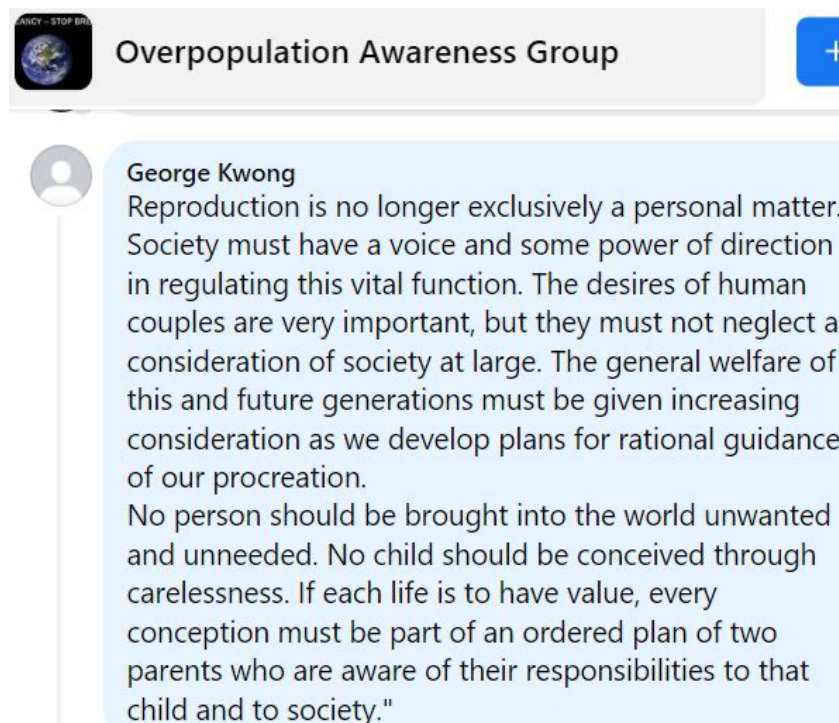 ANCY – STOP BRE
Overpopulation Awareness Group
+
George Kwong
Reproduction is no longer exclusively a personal matter.
Society must have a voice and some power of direction
in regulating this vital function. The desires of human
couples are very important, but they must not neglect a
consideration of society at large. The general welfare of
this and future generations must be given increasing
consideration as we develop plans for rational guidance
of our procreation.
No person should be brought into the world unwanted
and unneeded. No child should be conceived through
carelessness. If each life is to have value, every
conception must be part of an ordered plan of two
parents who are aware of their responsibilities to that
child and to society."